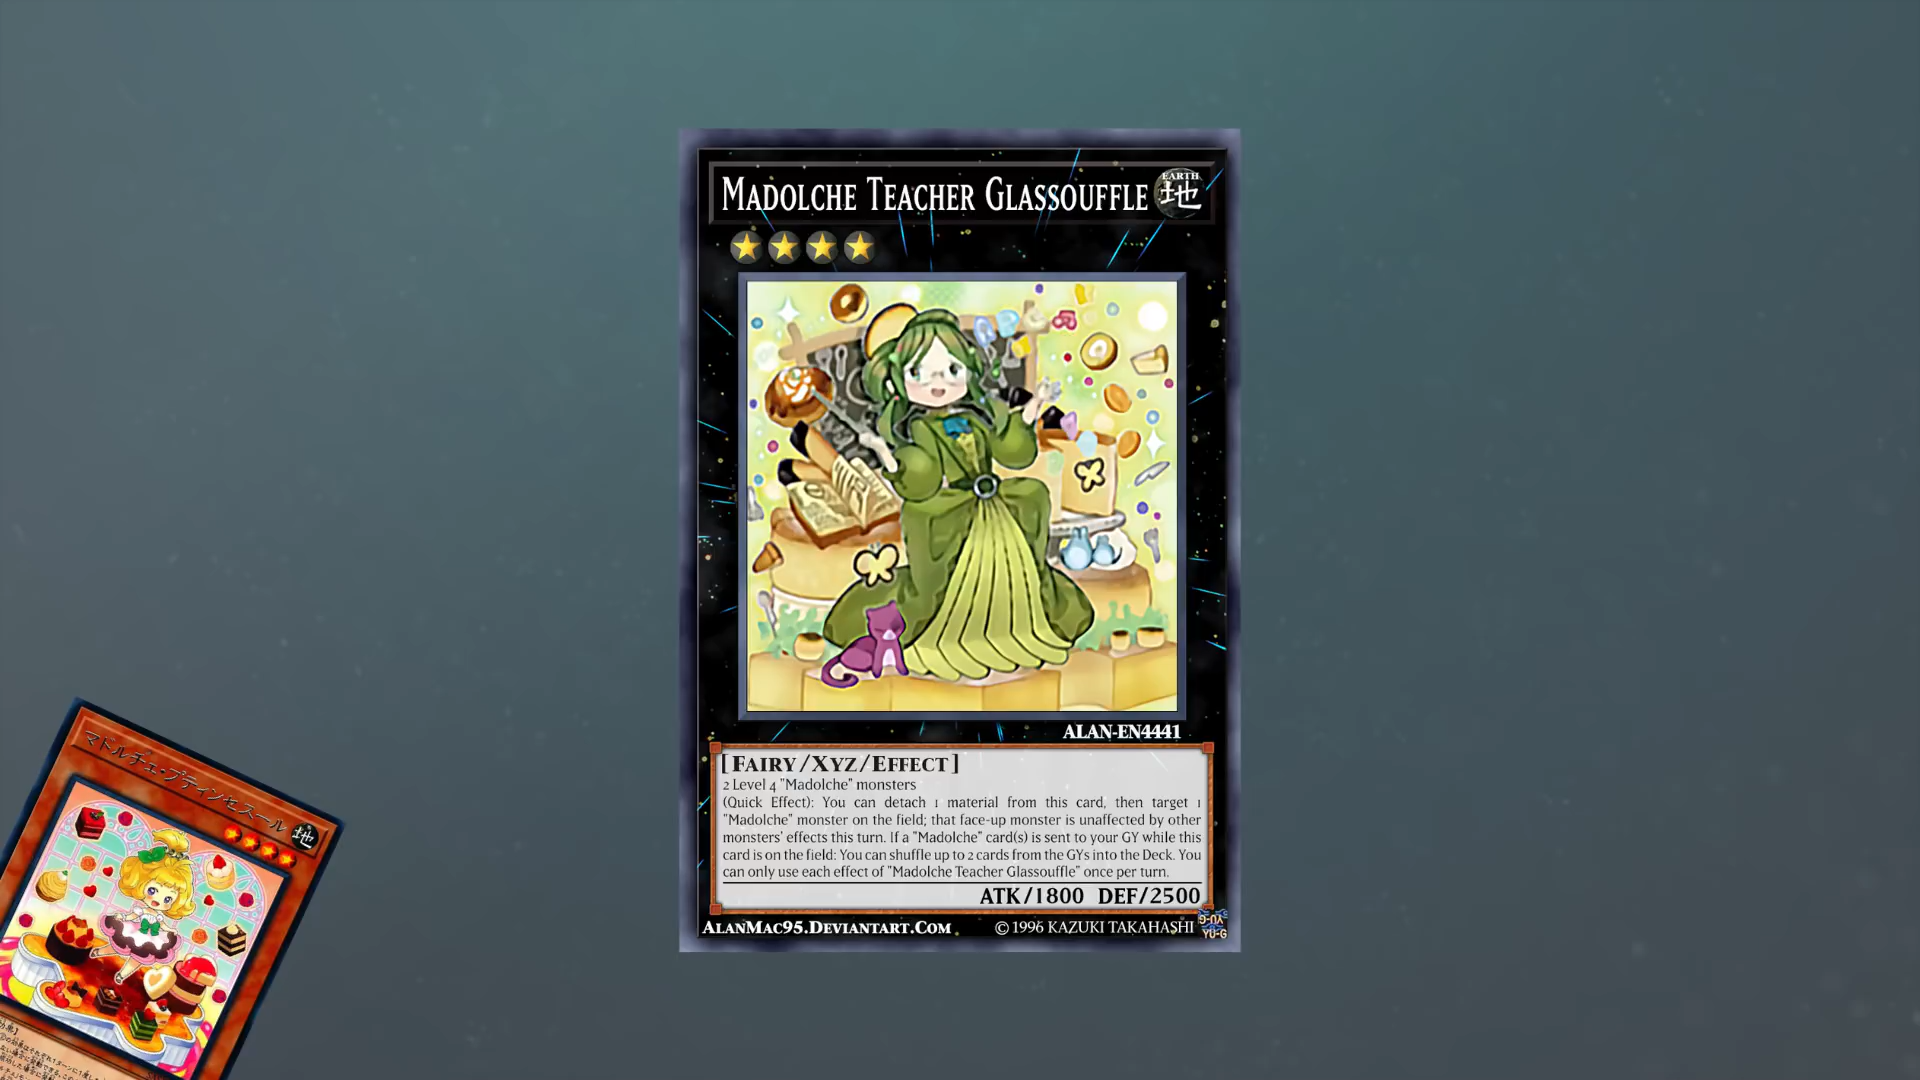 MADOLCHE TEACHER GLASSOUFFLE
EARTH
地
ALAN-EN4441
[FAIRY/XYZ/EFFECT]
2 Level 4 "Madolche" monsters
(Quick Effect): You can detach 1 material from this card, then target 1
"Madolche" monster on the field; that face-up monster is unaffected by other
monsters' effects this turn. If a "Madolche" card(s) is sent to your GY while this
card is on the field: You can shuffle up to 2 cards from the GYs into the Deck. You
can only use each effect of "Madolche Teacher Glassouffle" once per turn.
ATK/1800 DEF/2500
ALANMAC95.DEVIANTART.COM
©1996 KAZUKI TAKAHASHI
YU-G
マドルチェ・プティンセスール
地